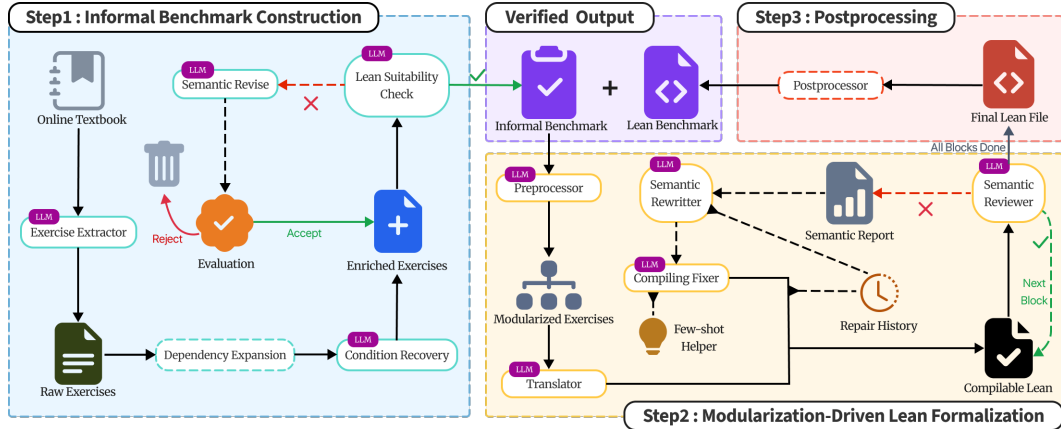 Step1 : Informal Benchmark Construction
Online Textbook
LLM
Semantic Revise
LLM
Lean Suitability
Check
Reject
Evaluation
Accept
Enriched Exercises
LLM
Exercise Extractor
Raw Exercises
Dependency Expansion
LLM
Condition Recovery
Verified Output
Informal Benchmark
+
Lean Benchmark
Step3 : Postprocessing
Postprocessor
Final Lean File
All Blocks Done
LLM
Preprocessor
Modularized Exercises
LLM
Translator
LLM
Semantic
Rewritter
LLM
Compiling Fixer
Few-shot
Helper
Semantic Report
Repair History
LLM
Semantic
Reviewer
Next
Block
Compilable Lean
Step2 : Modularization-Driven Lean Formalization